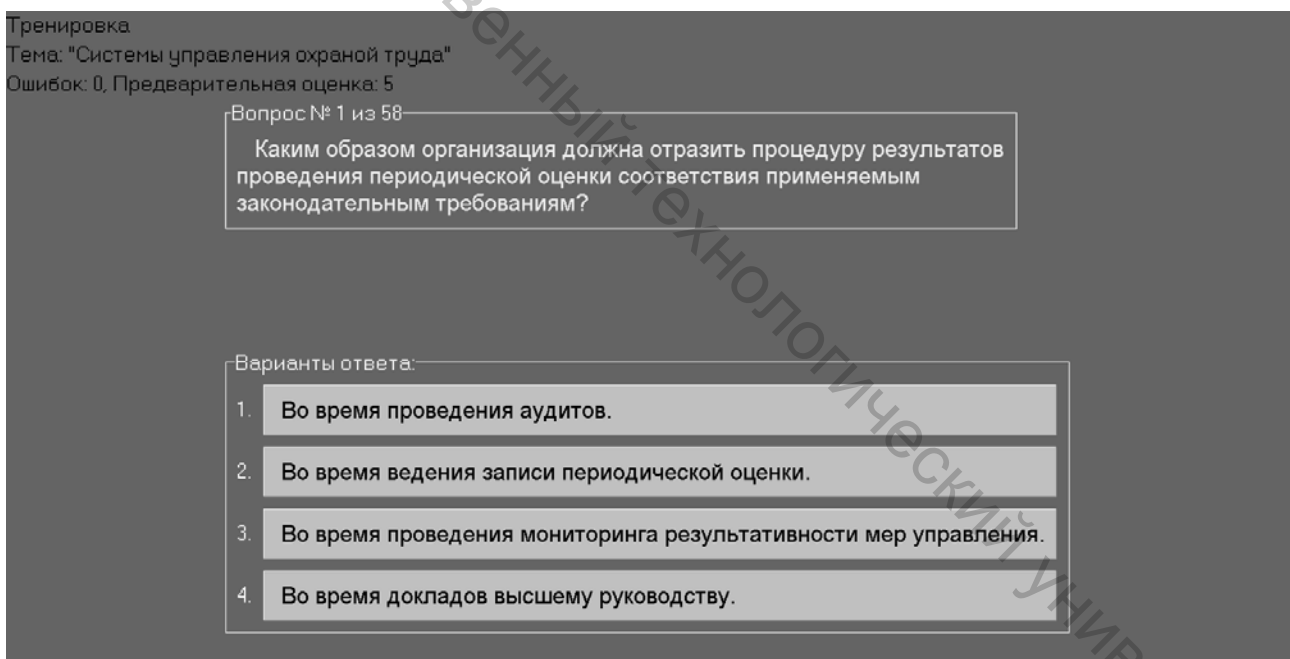 Тренировка
Тема: "Системы управления охраной труда"
Ошибок: 0, Предварительная оценка: 5
Вопрос № 1 из 58
Каким образом организация должна отразить процедуру результатов
проведения периодической оценки соответствия применяемым
законодательным требованиям?
Варианты ответа:
1. Во время проведения аудитов.
2. Во время ведения записи периодической оценки.
3. Во время проведения мониторинга результативности мер управления.
4. Во время докладов высшему руководству.
технологический